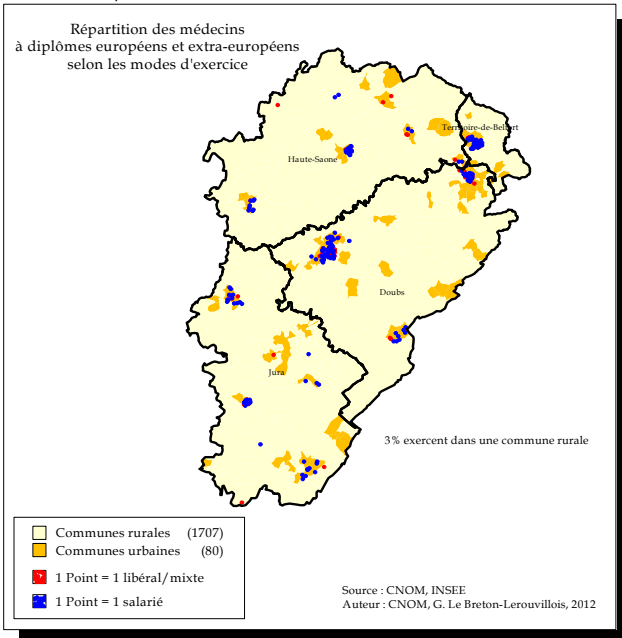 Répartition des médecins
à diplômes européens et extra-européens
selon les modes d'exercice
Territoire-de-Belfort
Haute-Saone
Doubs
Jura
3% exercent dans une commune rurale
Communes rurales (1707)
Communes urbaines (80)
1 Point = 1 libéral/mixte
1 Point = 1 salarié
Source : CNOM, INSEE
Auteur : CNOM, G. Le Breton-Lerouvillois, 2012